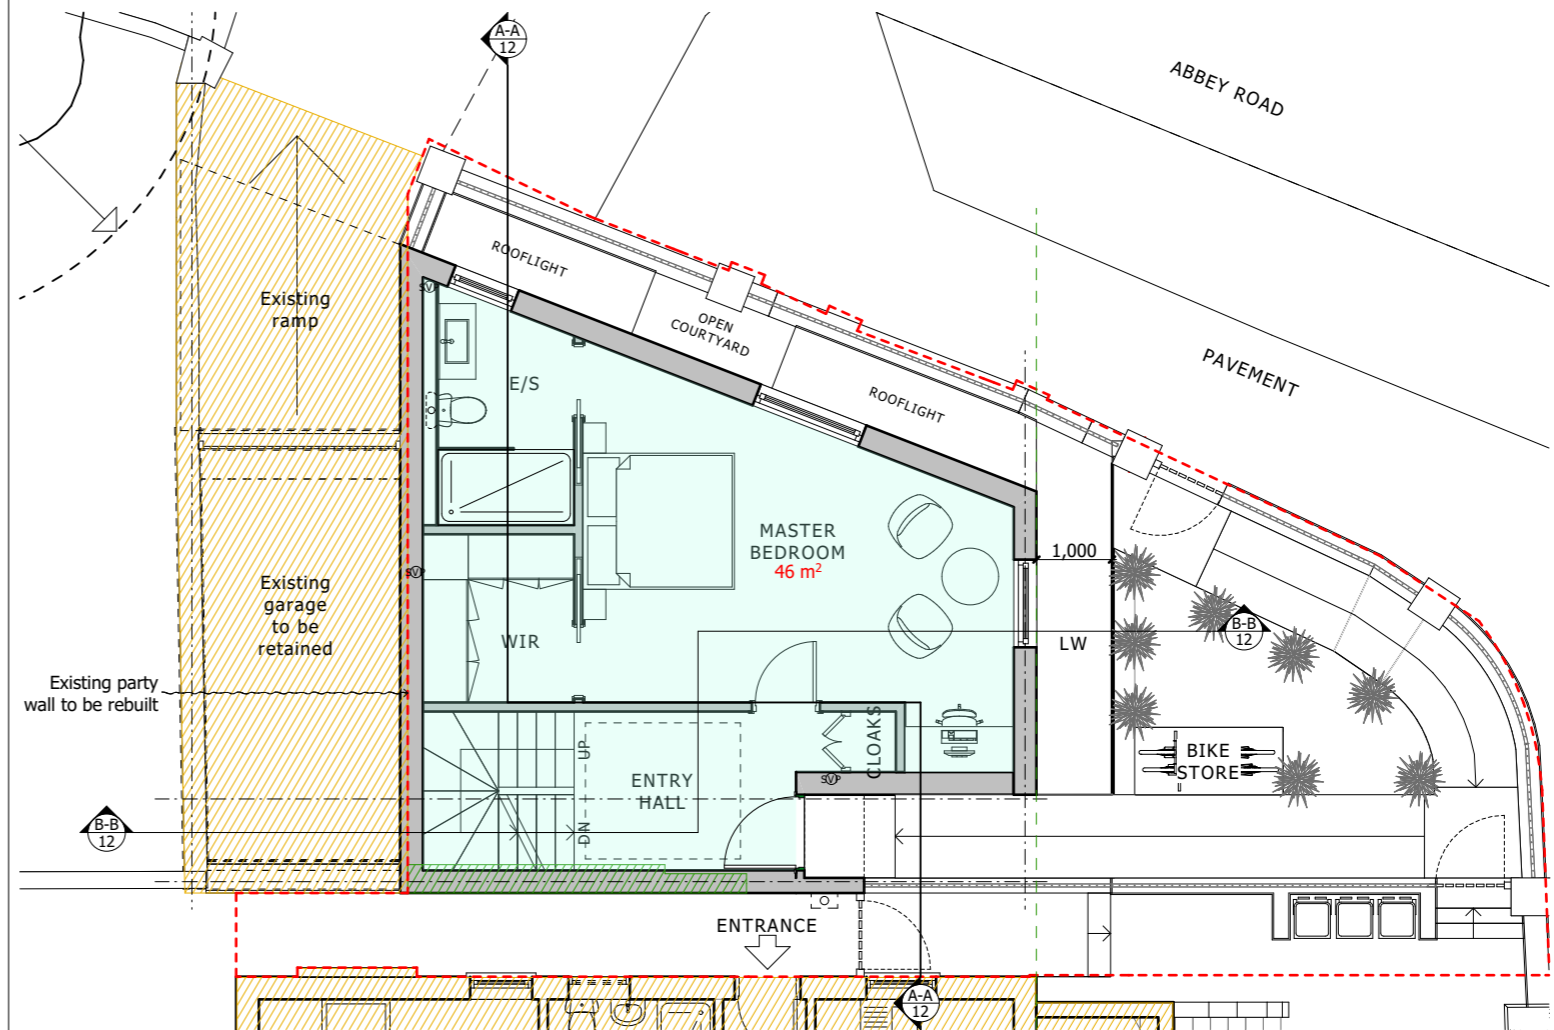 A-A
12
ABBEY ROAD
PAVEMENT
ROOFLIGHT
OPEN
COURTYARD
ROOFLIGHT
SVP
Existing
ramp
E/S
MASTER
BEDROOM
46 m²
1,000
SVP
Existing
garage
to be
retained
WIR
LW
B-B
12
Existing party
wall to be rebuilt
UP
CLOAKS
BIKE
STORE
ENTRY
HALL
SVP
DN
B-B
12
ENTRANCE
A-A
12